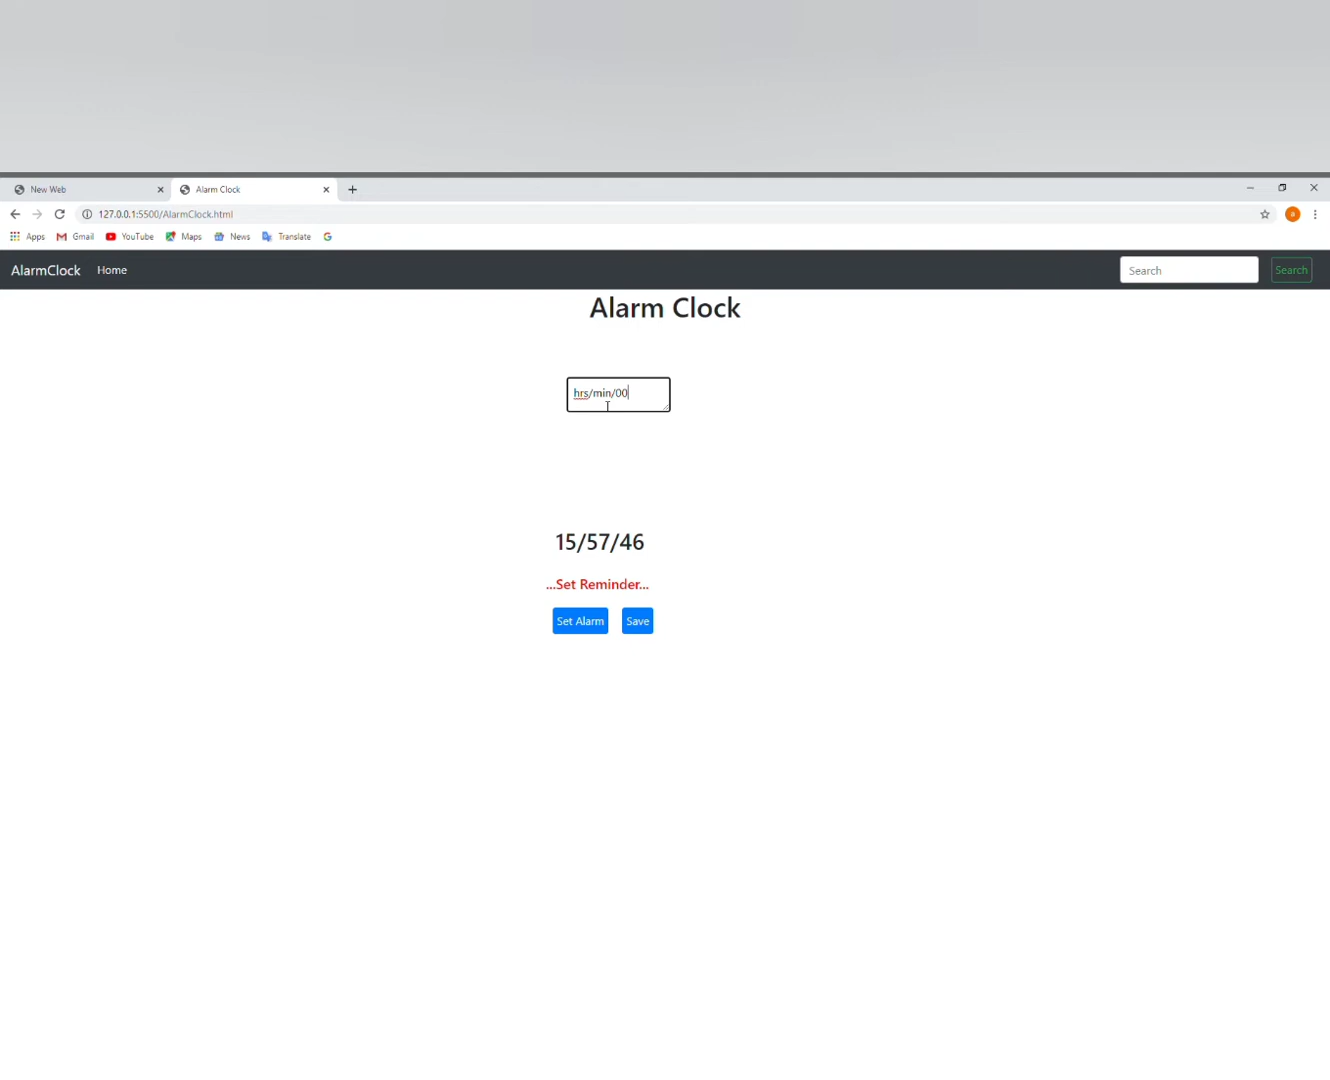 New Web
Alarm Clock
127.0.0.1:5500/AlarmClock.html
a
Apps Gmail YouTube Maps News Translate
AlarmClock Home Search Search
Alarm Clock
hrs/min/00
15/57/46
...Set Reminder...
Set Alarm Save